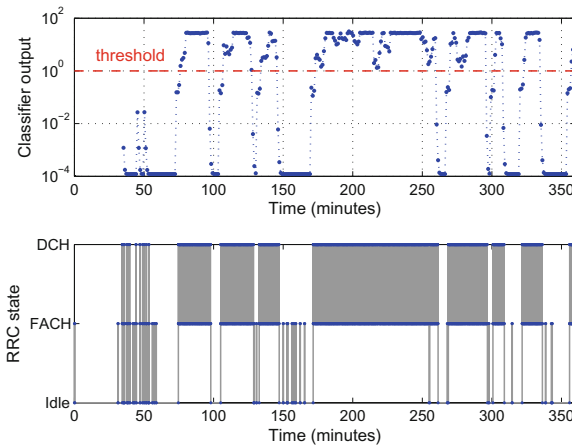 10^2
10^0
10^-2
10^-4
Classifier output
threshold
0 50 100 150 200 250 300 350
Time (minutes)
DCH
FACH
Idle
RRC state
0 50 100 150 200 250 300 350
Time (minutes)